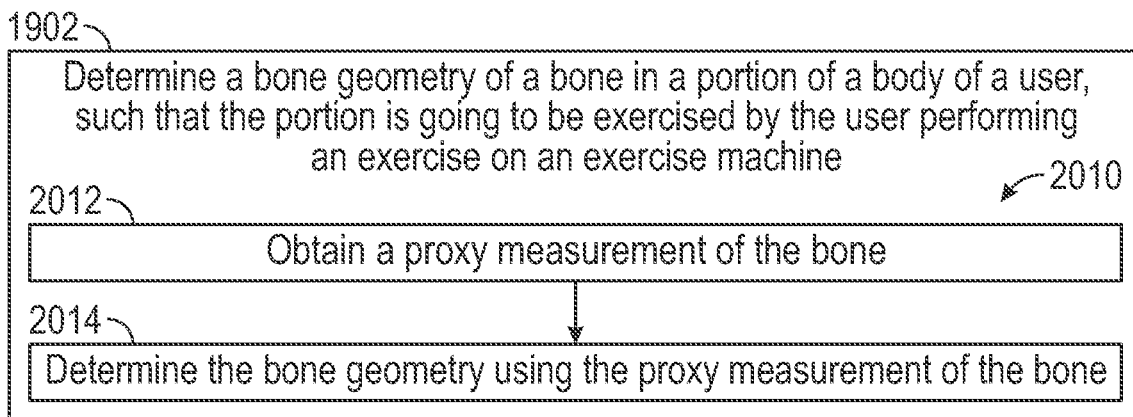 1902
Determine a bone geometry of a bone in a portion of a body of a user,
such that the portion is going to be exercised by the user performing
an exercise on an exercise machine
2010
2012
Obtain a proxy measurement of the bone
2014
Determine the bone geometry using the proxy measurement of the bone